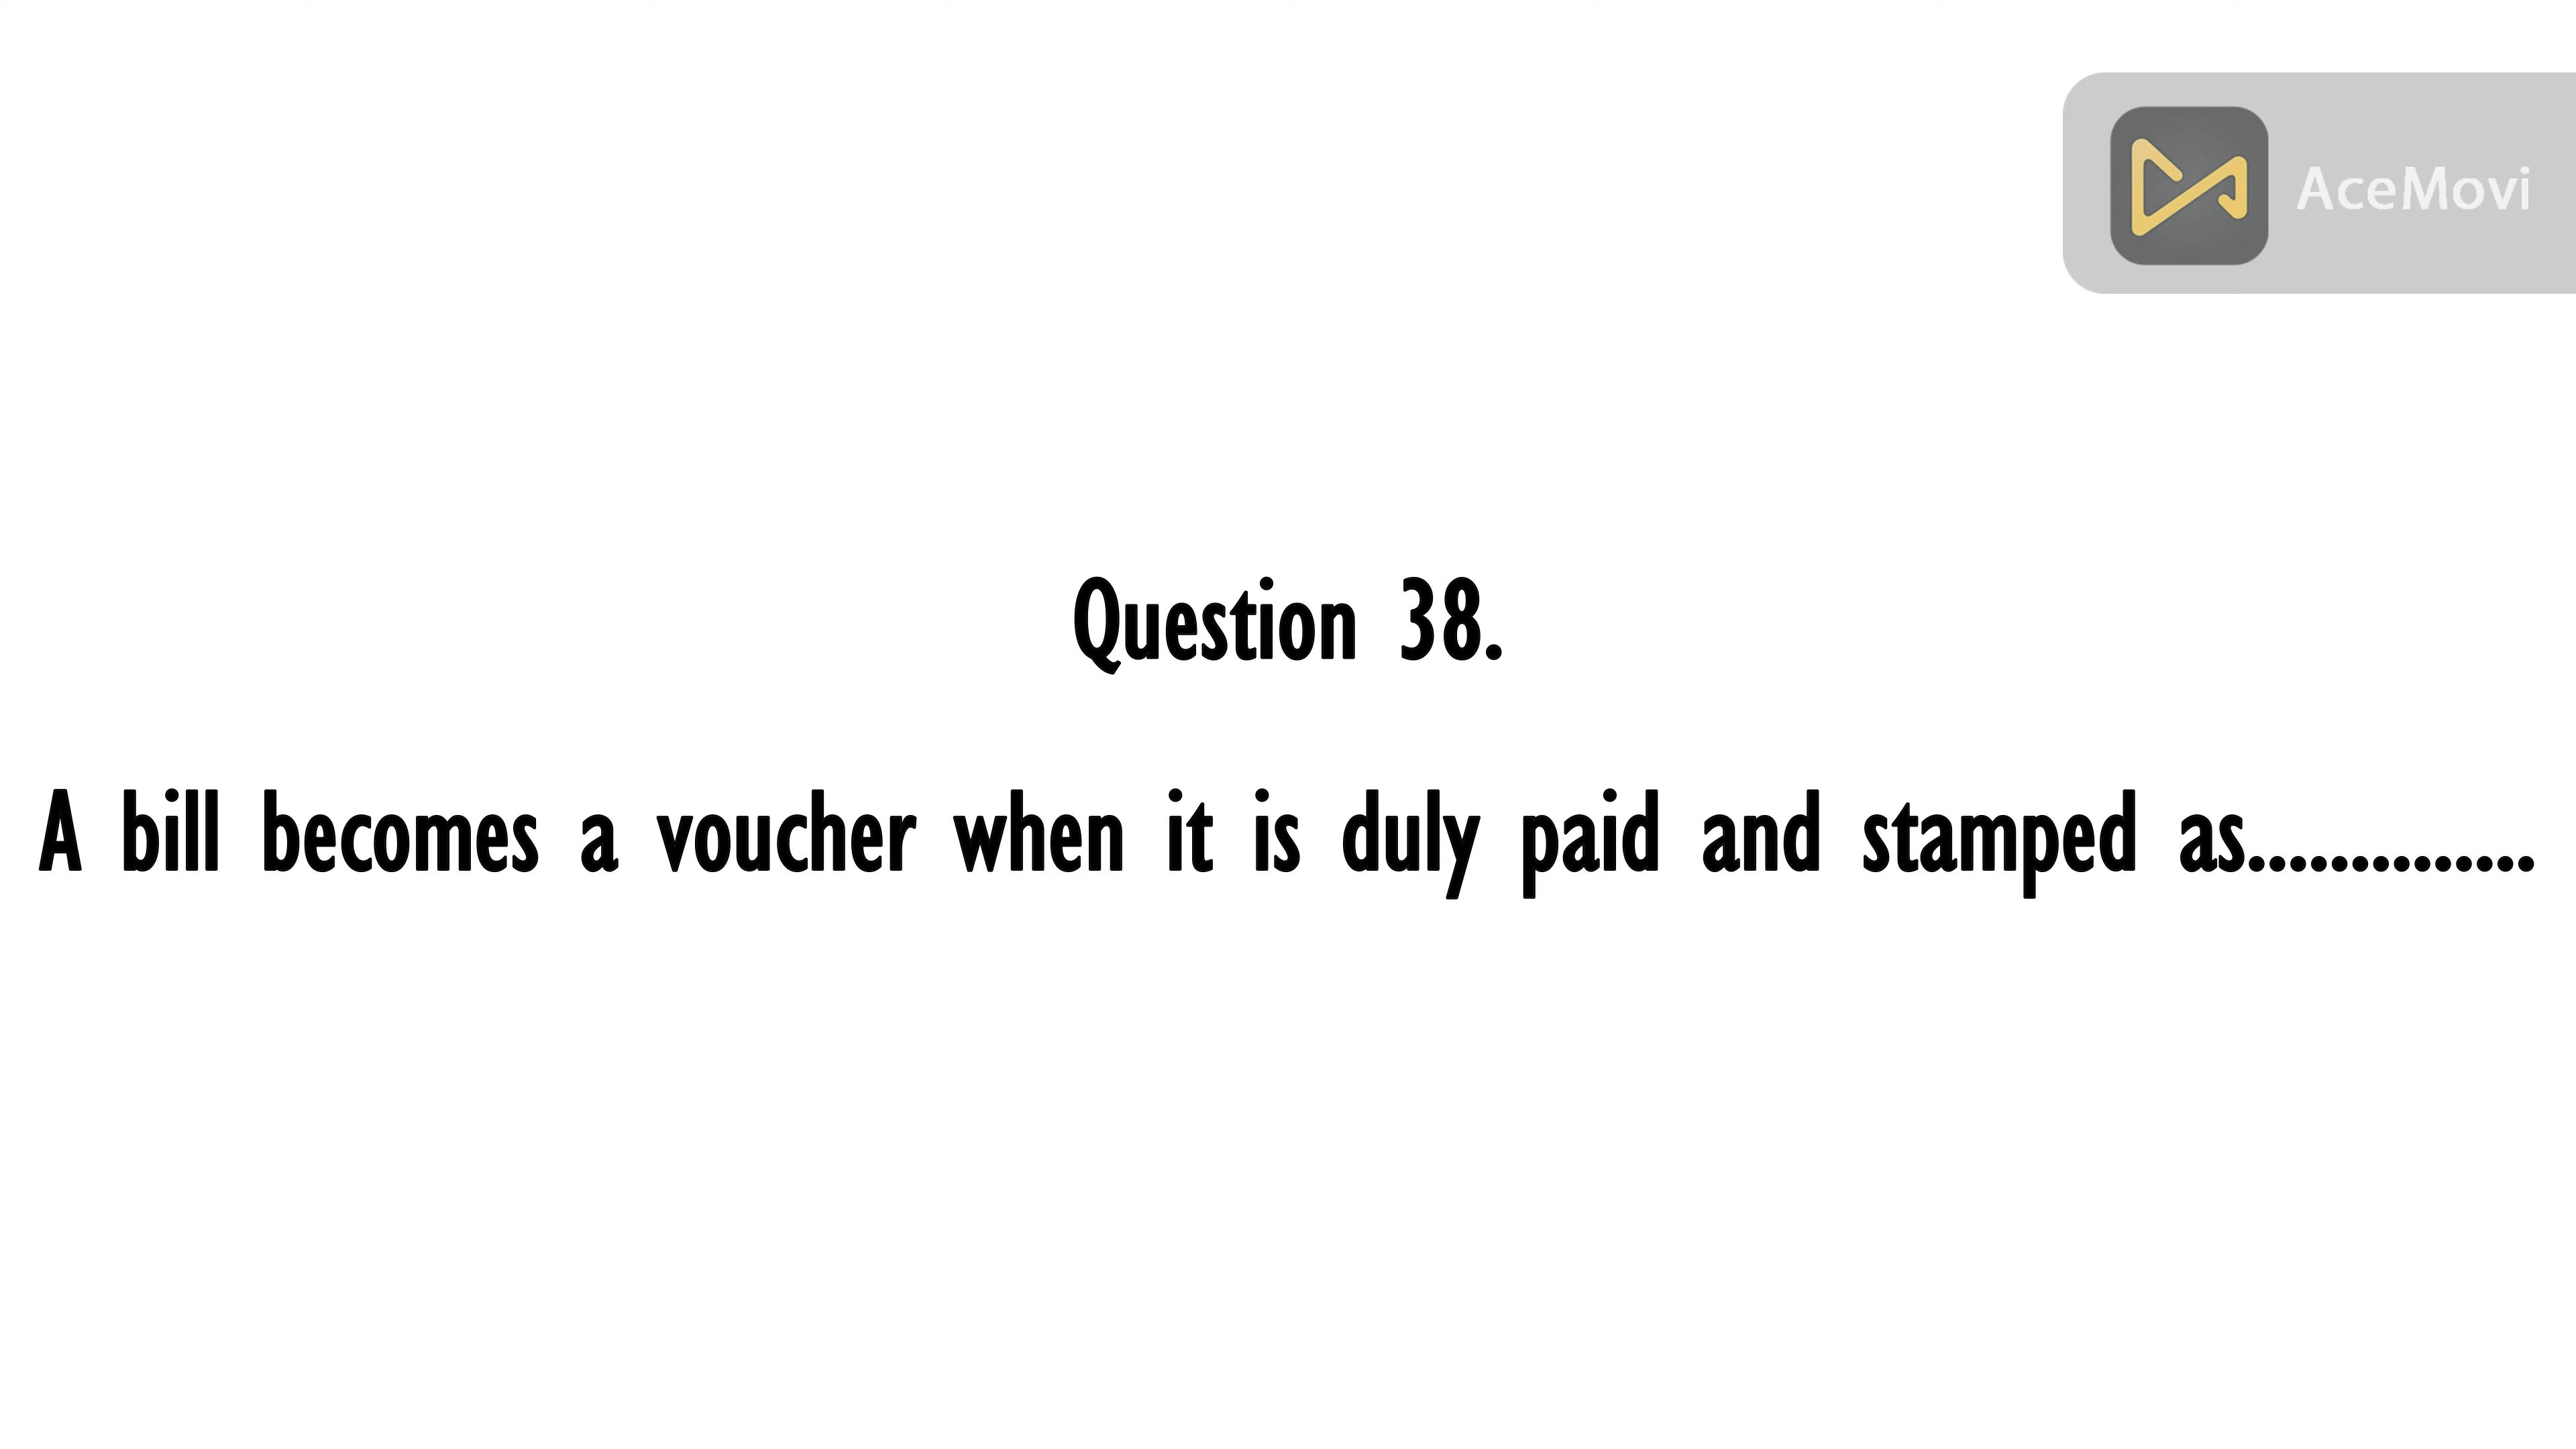 AceMovi
Question 38.
A bill becomes a voucher when it is duly paid and stamped as..............